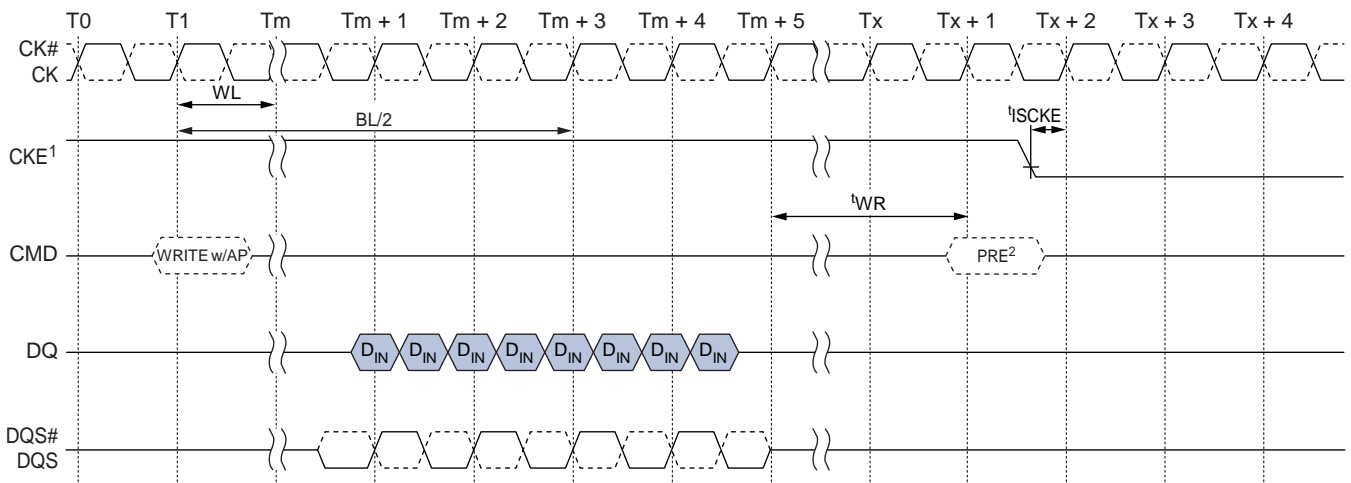 T0 T1 Tm Tm + 1 Tm + 2 Tm + 3 Tm + 4 Tm + 5 Tx Tx + 1 Tx + 2 Tx + 3 Tx + 4
CK#
CK
WL
BL/2
tISCKE
CKE1
tWR
CMD WRITE w/AP PRE2
DQ DIN DIN DIN DIN DIN DIN DIN DIN
DQS#
DQS